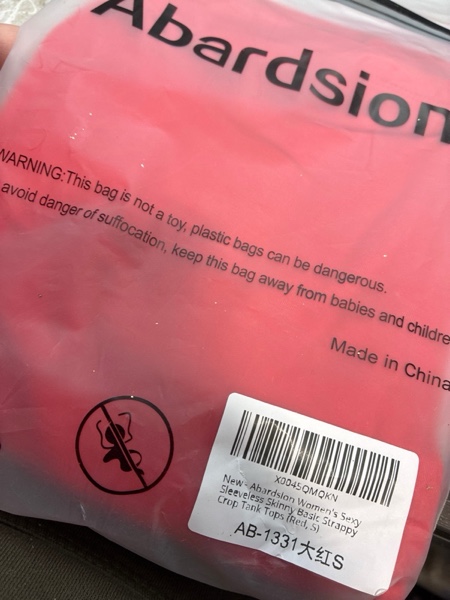 Abardsion
WARNING:This bag is not a toy, plastic bags can be dangerous.
avoid danger of suffocation, keep this bag away from babies and childre
Made in China
X0045QMQKN
New - Abardsion Women's Sexy
Sleeveless Skinny Basic Strappy
Crop Tank Tops (Red, S)
AB-1331大红S